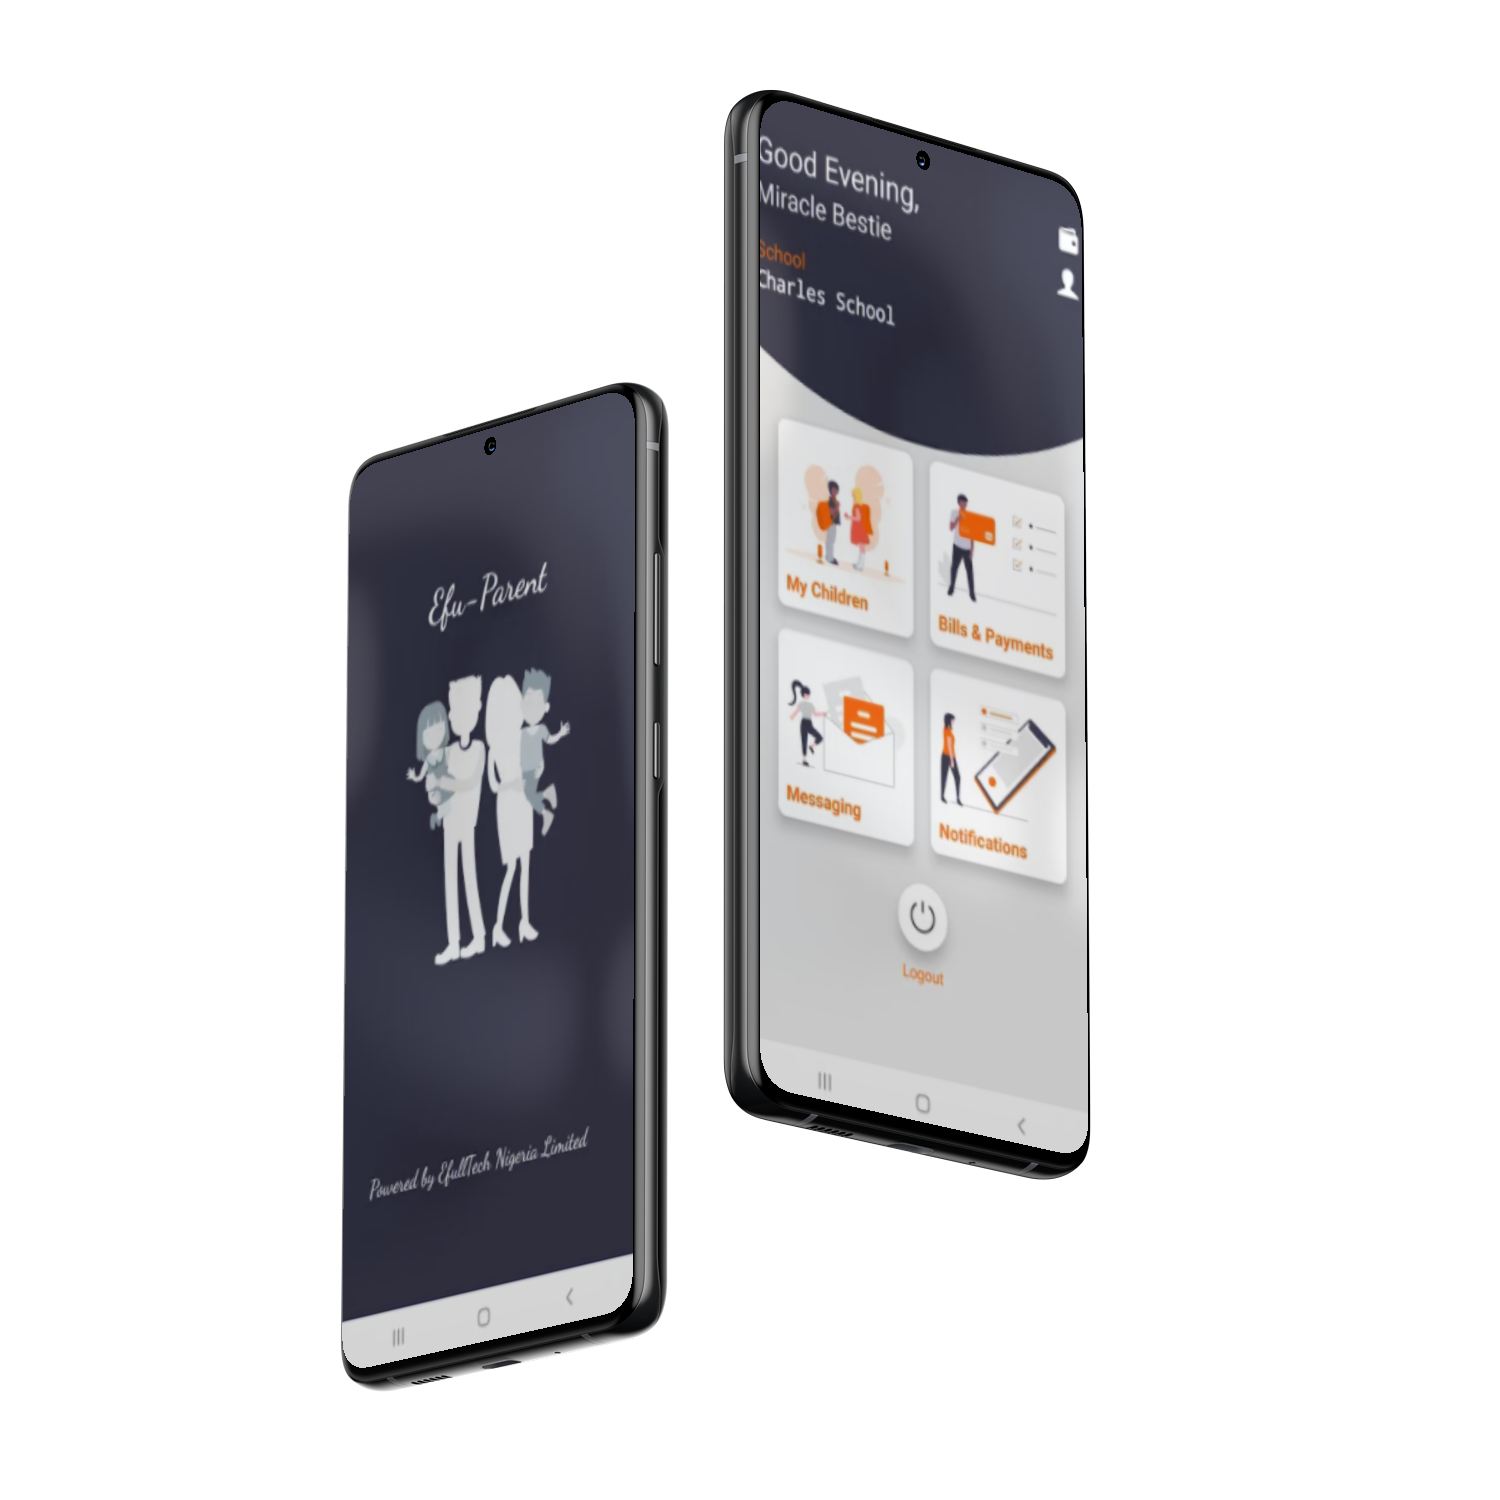 Efu-Parent
Powered by EfullTech Nigeria Limited
Good Evening,
Miracle Bestie
School
Charles School
My Children
Bills & Payments
Messaging
Notifications
Logout